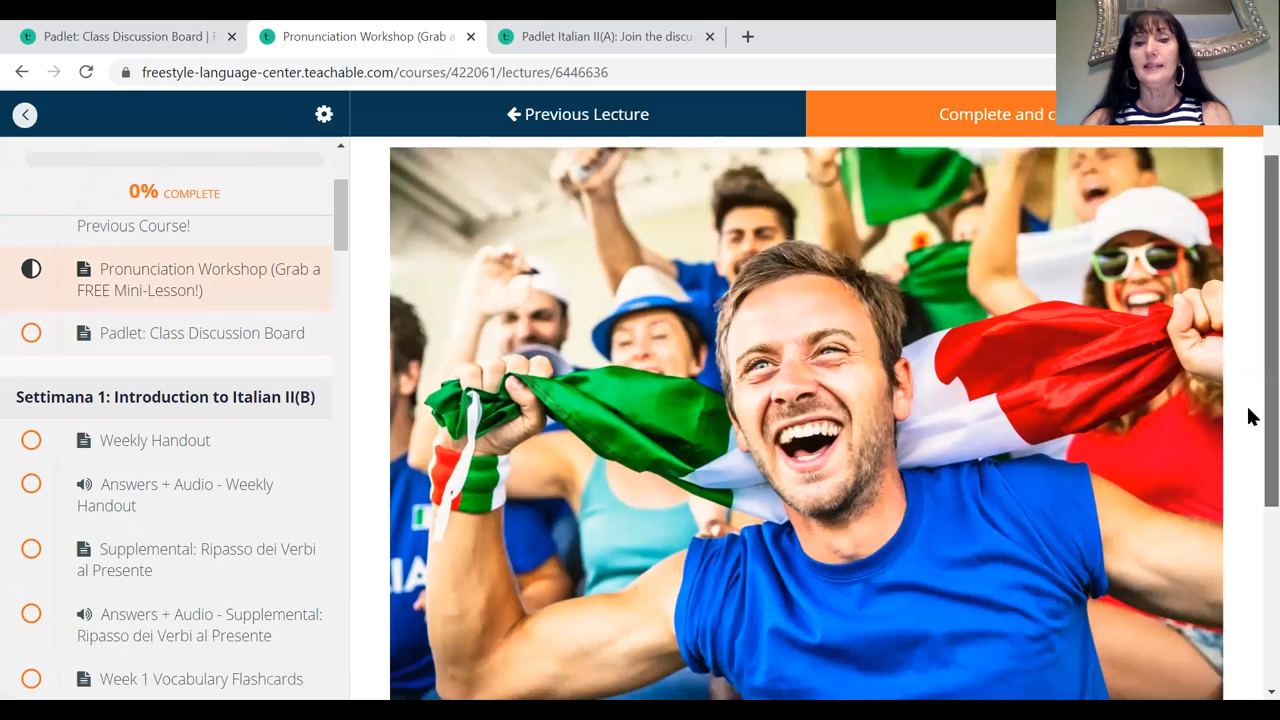 Padlet: Class Discussion Board |
Pronunciation Workshop (Grab a
Padlet Italian II(A): Join the discu
freestyle-language-center.teachable.com/courses/422061/lectures/6446636
Previous Lecture
Complete and c
0% COMPLETE
Previous Course!
Pronunciation Workshop (Grab a
FREE Mini-Lesson!)
Padlet: Class Discussion Board
Settimana 1: Introduction to Italian II(B)
Weekly Handout
Answers + Audio - Weekly
Handout
Supplemental: Ripasso dei Verbi
al Presente
Answers + Audio - Supplemental:
Ripasso dei Verbi al Presente
Week 1 Vocabulary Flashcards